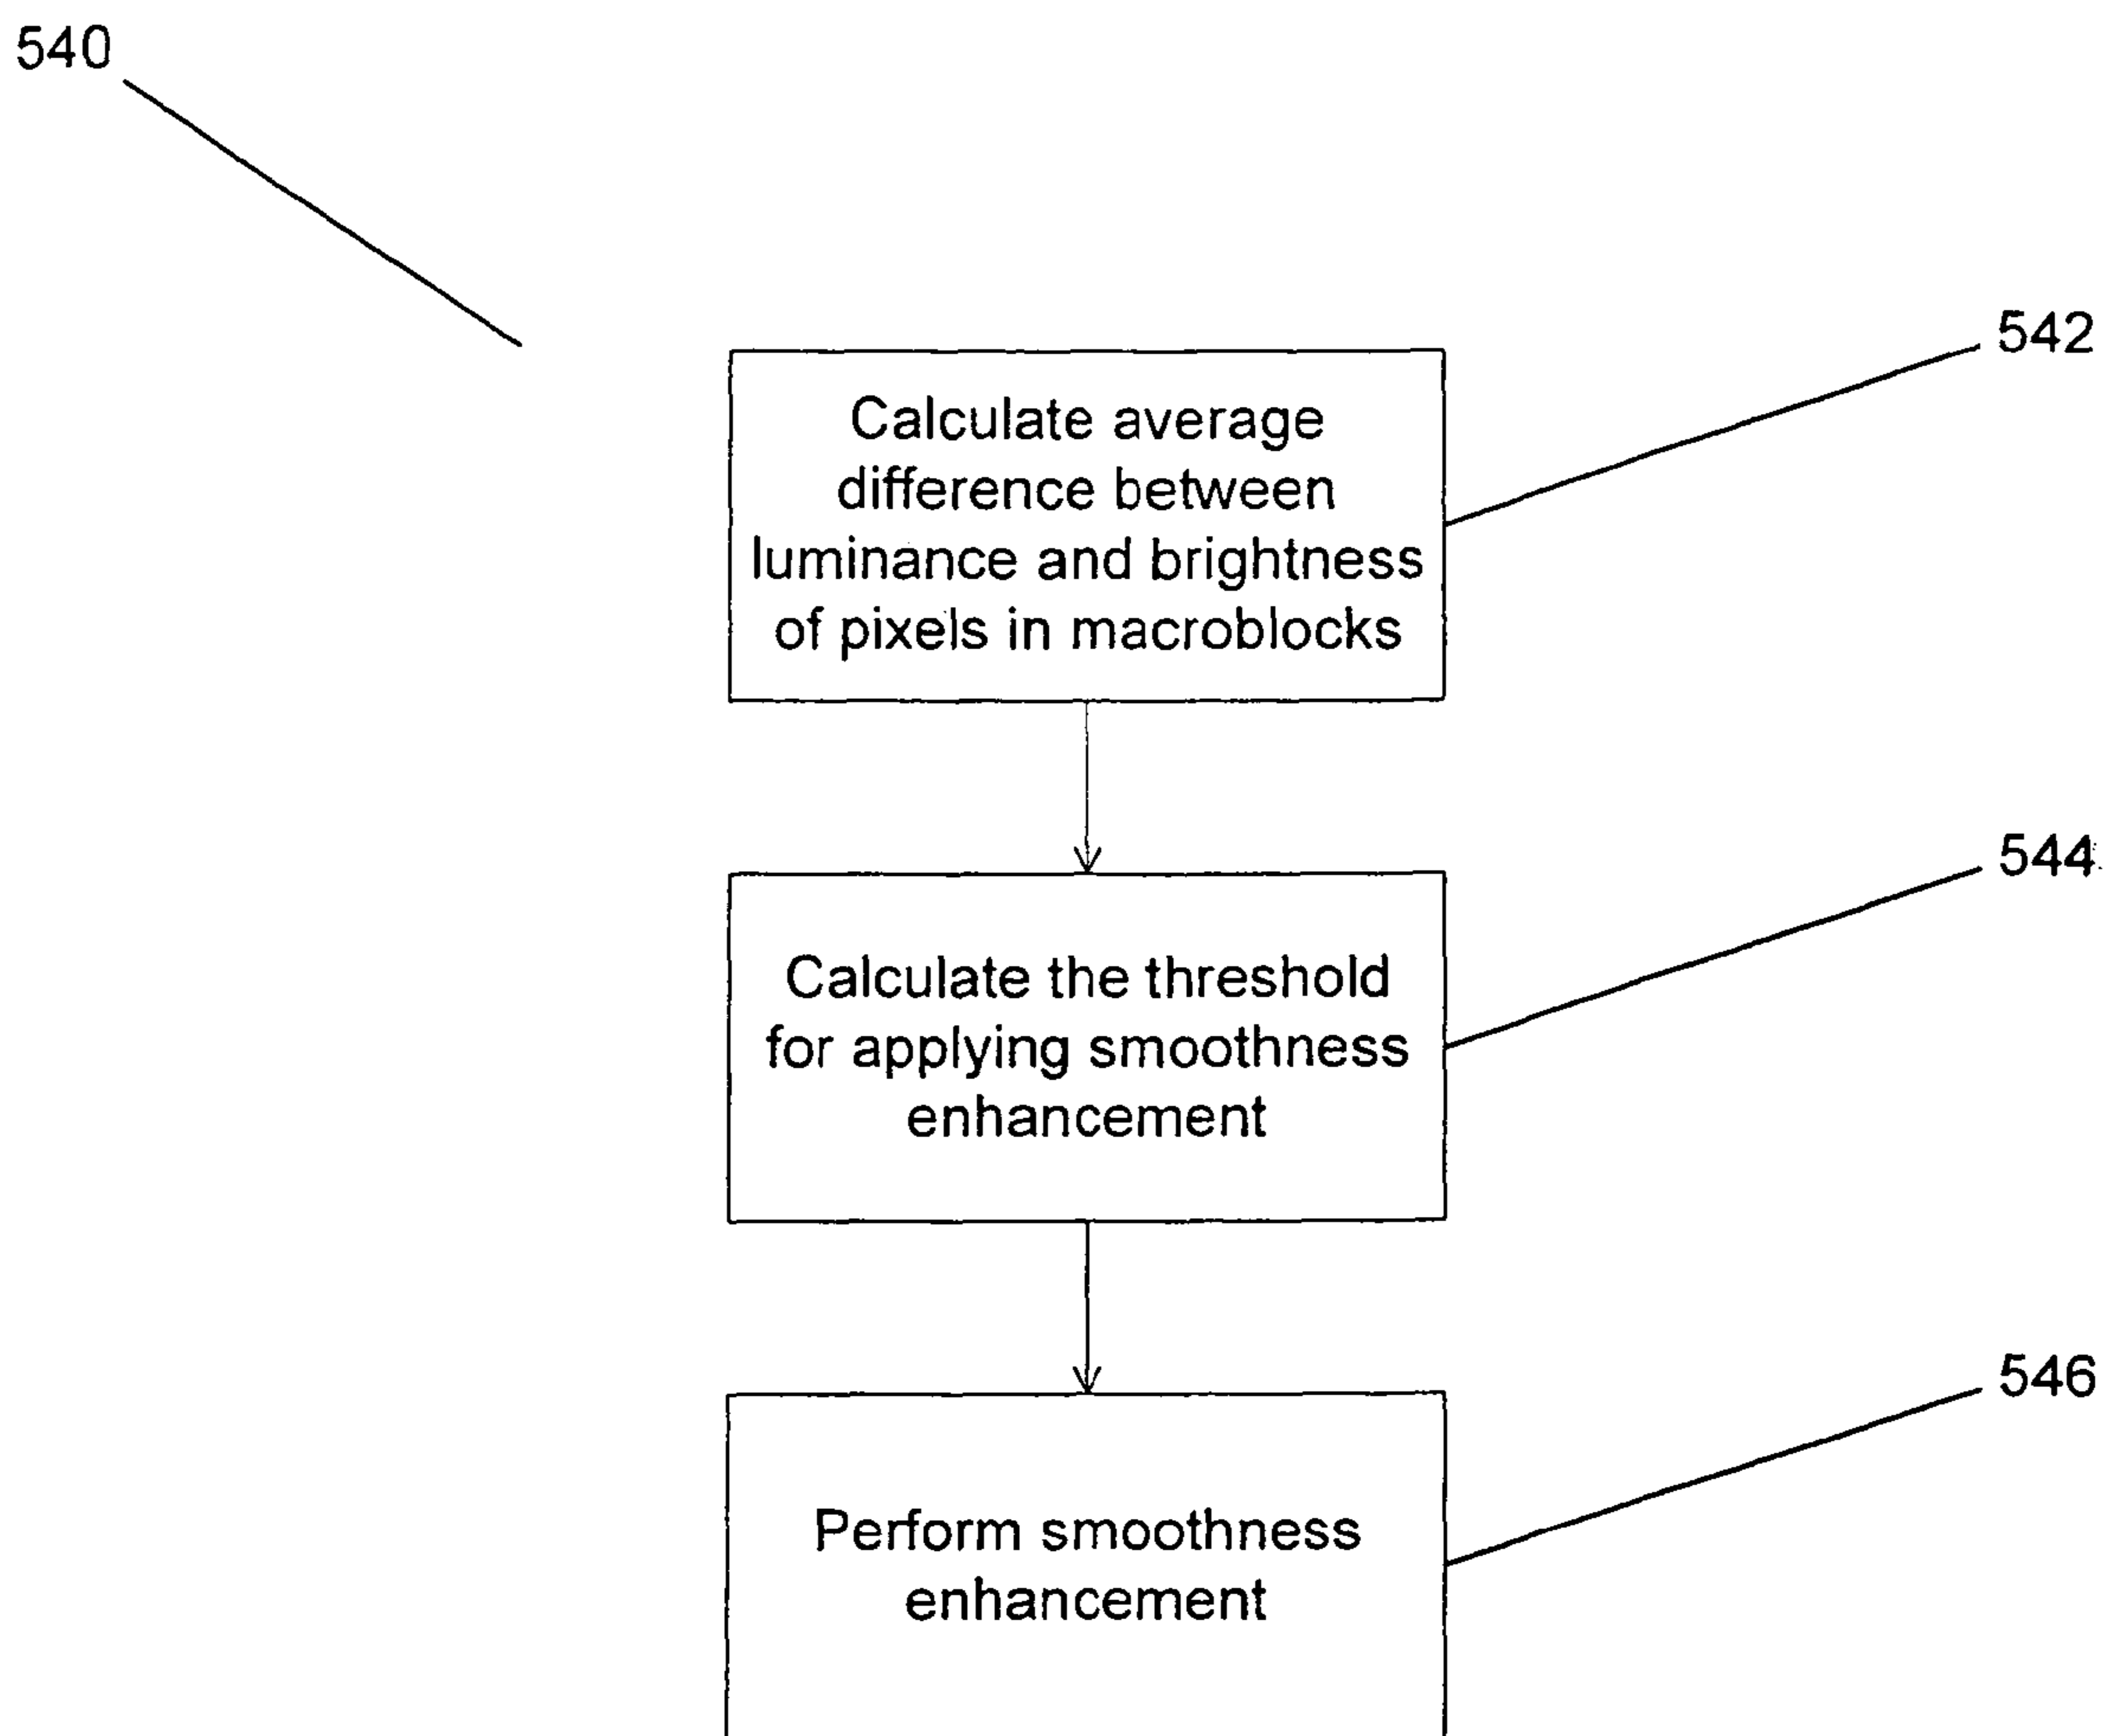 540
542
Calculate average
difference between
luminance and brightness
of pixels in macroblocks
544
Calculate the threshold
for applying smoothness
enhancement
546
Perform smoothness
enhancement